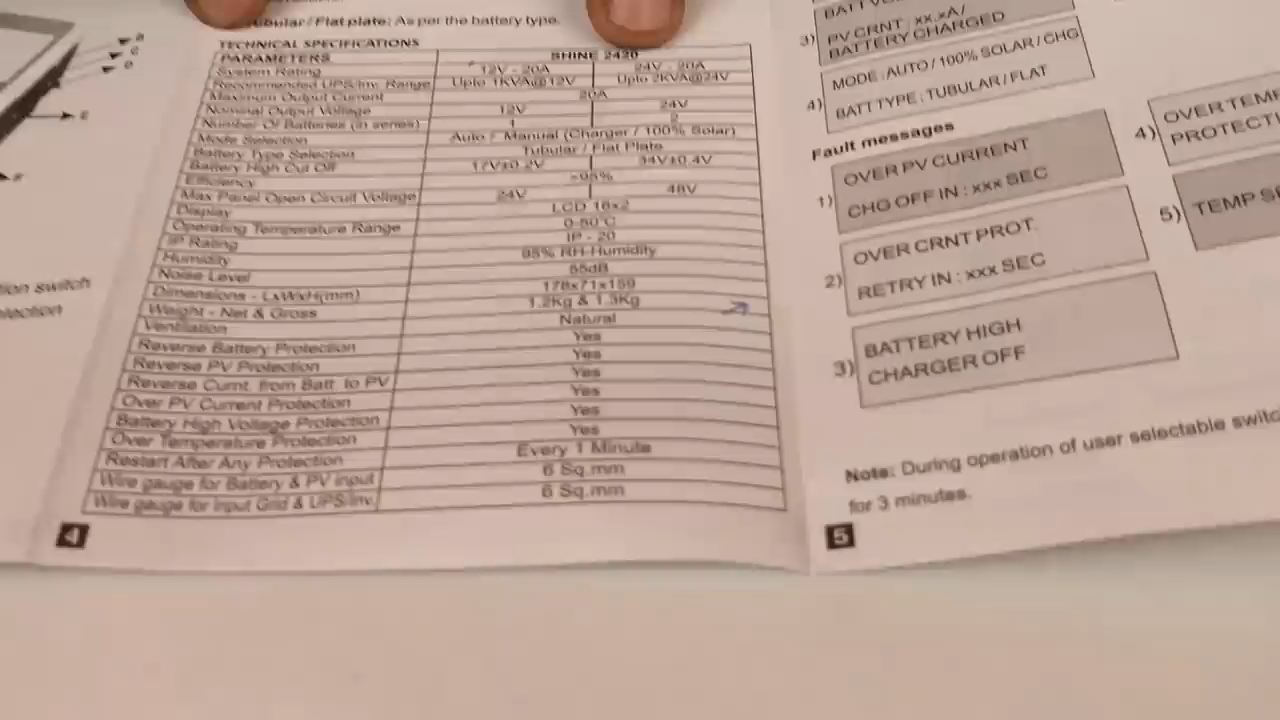 Tubular / Flat plate: As per the battery type.
TECHNICAL SPECIFICATIONS
PARAMETERS SHINE 2420
System Rating 12V - 20A 24V - 20A
Recommended UPS/Inv. Range Upto 1KVA@12V Upto 2KVA@24V
Maximum Output Current 20A
Nominal Output Voltage 12V 24V
Number Of Batteries (in series) 1 2
Mode Selection Auto / Manual (Charger / 100% Solar)
Battery Type Selection Tubular / Flat Plate
Battery High Cut Off 17V±0.2V 34V±0.4V
Efficiency >95%
Max Panel Open Circuit Voltage 24V 48V
Display LCD 16x2
Operating Temperature Range 0-50°C
IP Rating IP - 20
Humidity 95% RH-Humidity
Noise Level 55dB
Dimensions - LxWxH(mm) 178x71x159
Weight - Net & Gross 1.2Kg & 1.3Kg
Ventilation Natural
Reverse Battery Protection Yes
Reverse PV Protection Yes
Reverse Curnt. from Batt. to PV Yes
Over PV Current Protection Yes
Battery High Voltage Protection Yes
Over Temperature Protection Yes
Restart After Any Protection Every 1 Minute
Wire gauge for Battery & PV input 6 Sq.mm
Wire gauge for Input Grid & UPS/Inv. 6 Sq.mm
4
tion switch
3)
PV CRNT : xx.xA/
BATTERY CHARGED
4)
MODE : AUTO / 100% SOLAR / CHG
BATT TYPE : TUBULAR / FLAT
Fault messages
1)
OVER PV CURRENT
CHG OFF IN : xxx SEC
2)
OVER CRNT PROT.
RETRY IN : xxx SEC
3)
BATTERY HIGH
CHARGER OFF
4)
OVER TEMP
PROTECTI
5)
TEMP S
Note: During operation of user selectable switc
for 3 minutes.
5